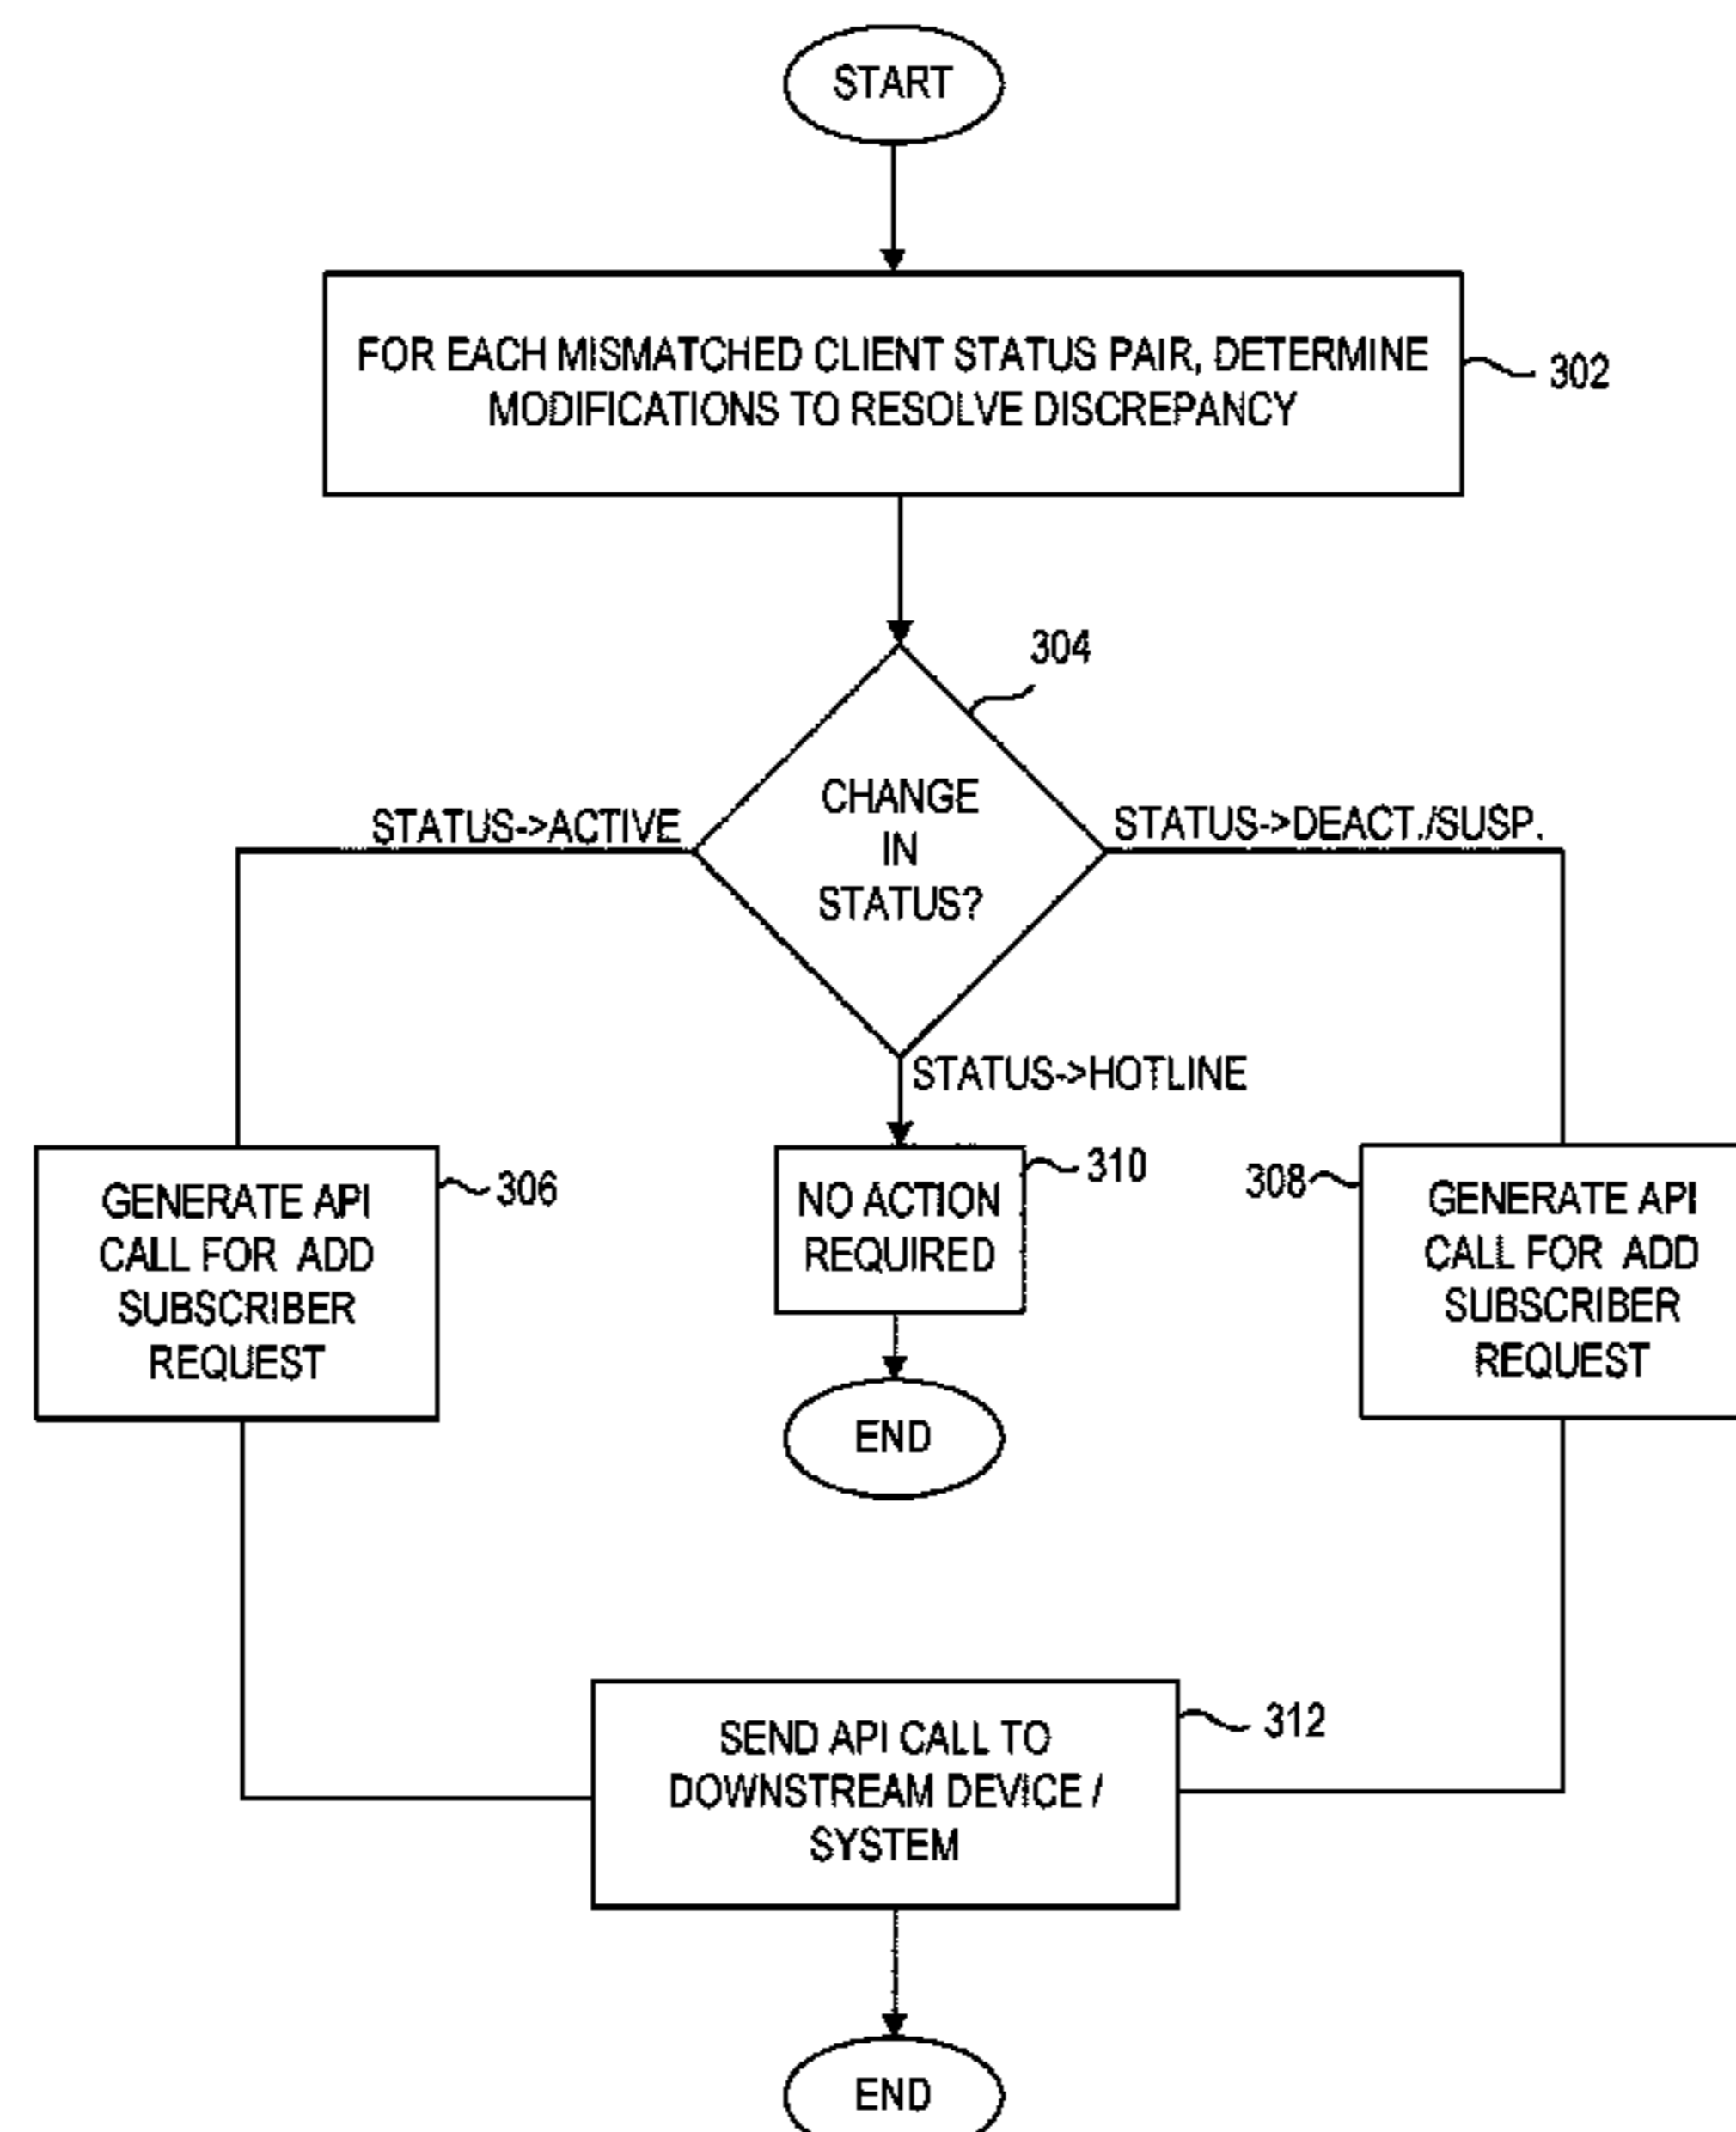 START
FOR EACH MISMATCHED CLIENT STATUS PAIR, DETERMINE
MODIFICATIONS TO RESOLVE DISCREPANCY
302
304
CHANGE
IN
STATUS?
STATUS->ACTIVE
STATUS->DEACT./SUSP.
STATUS->HOTLINE
GENERATE API
CALL FOR ADD
SUBSCRIBER
REQUEST
306
NO ACTION
REQUIRED
310
308
GENERATE API
CALL FOR ADD
SUBSCRIBER
REQUEST
END
SEND API CALL TO
DOWNSTREAM DEVICE /
SYSTEM
312
END